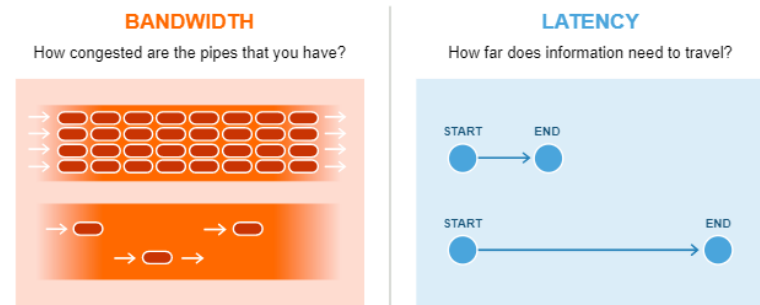 BANDWIDTH
How congested are the pipes that you have?
LATENCY
How far does information need to travel?
START END
START END